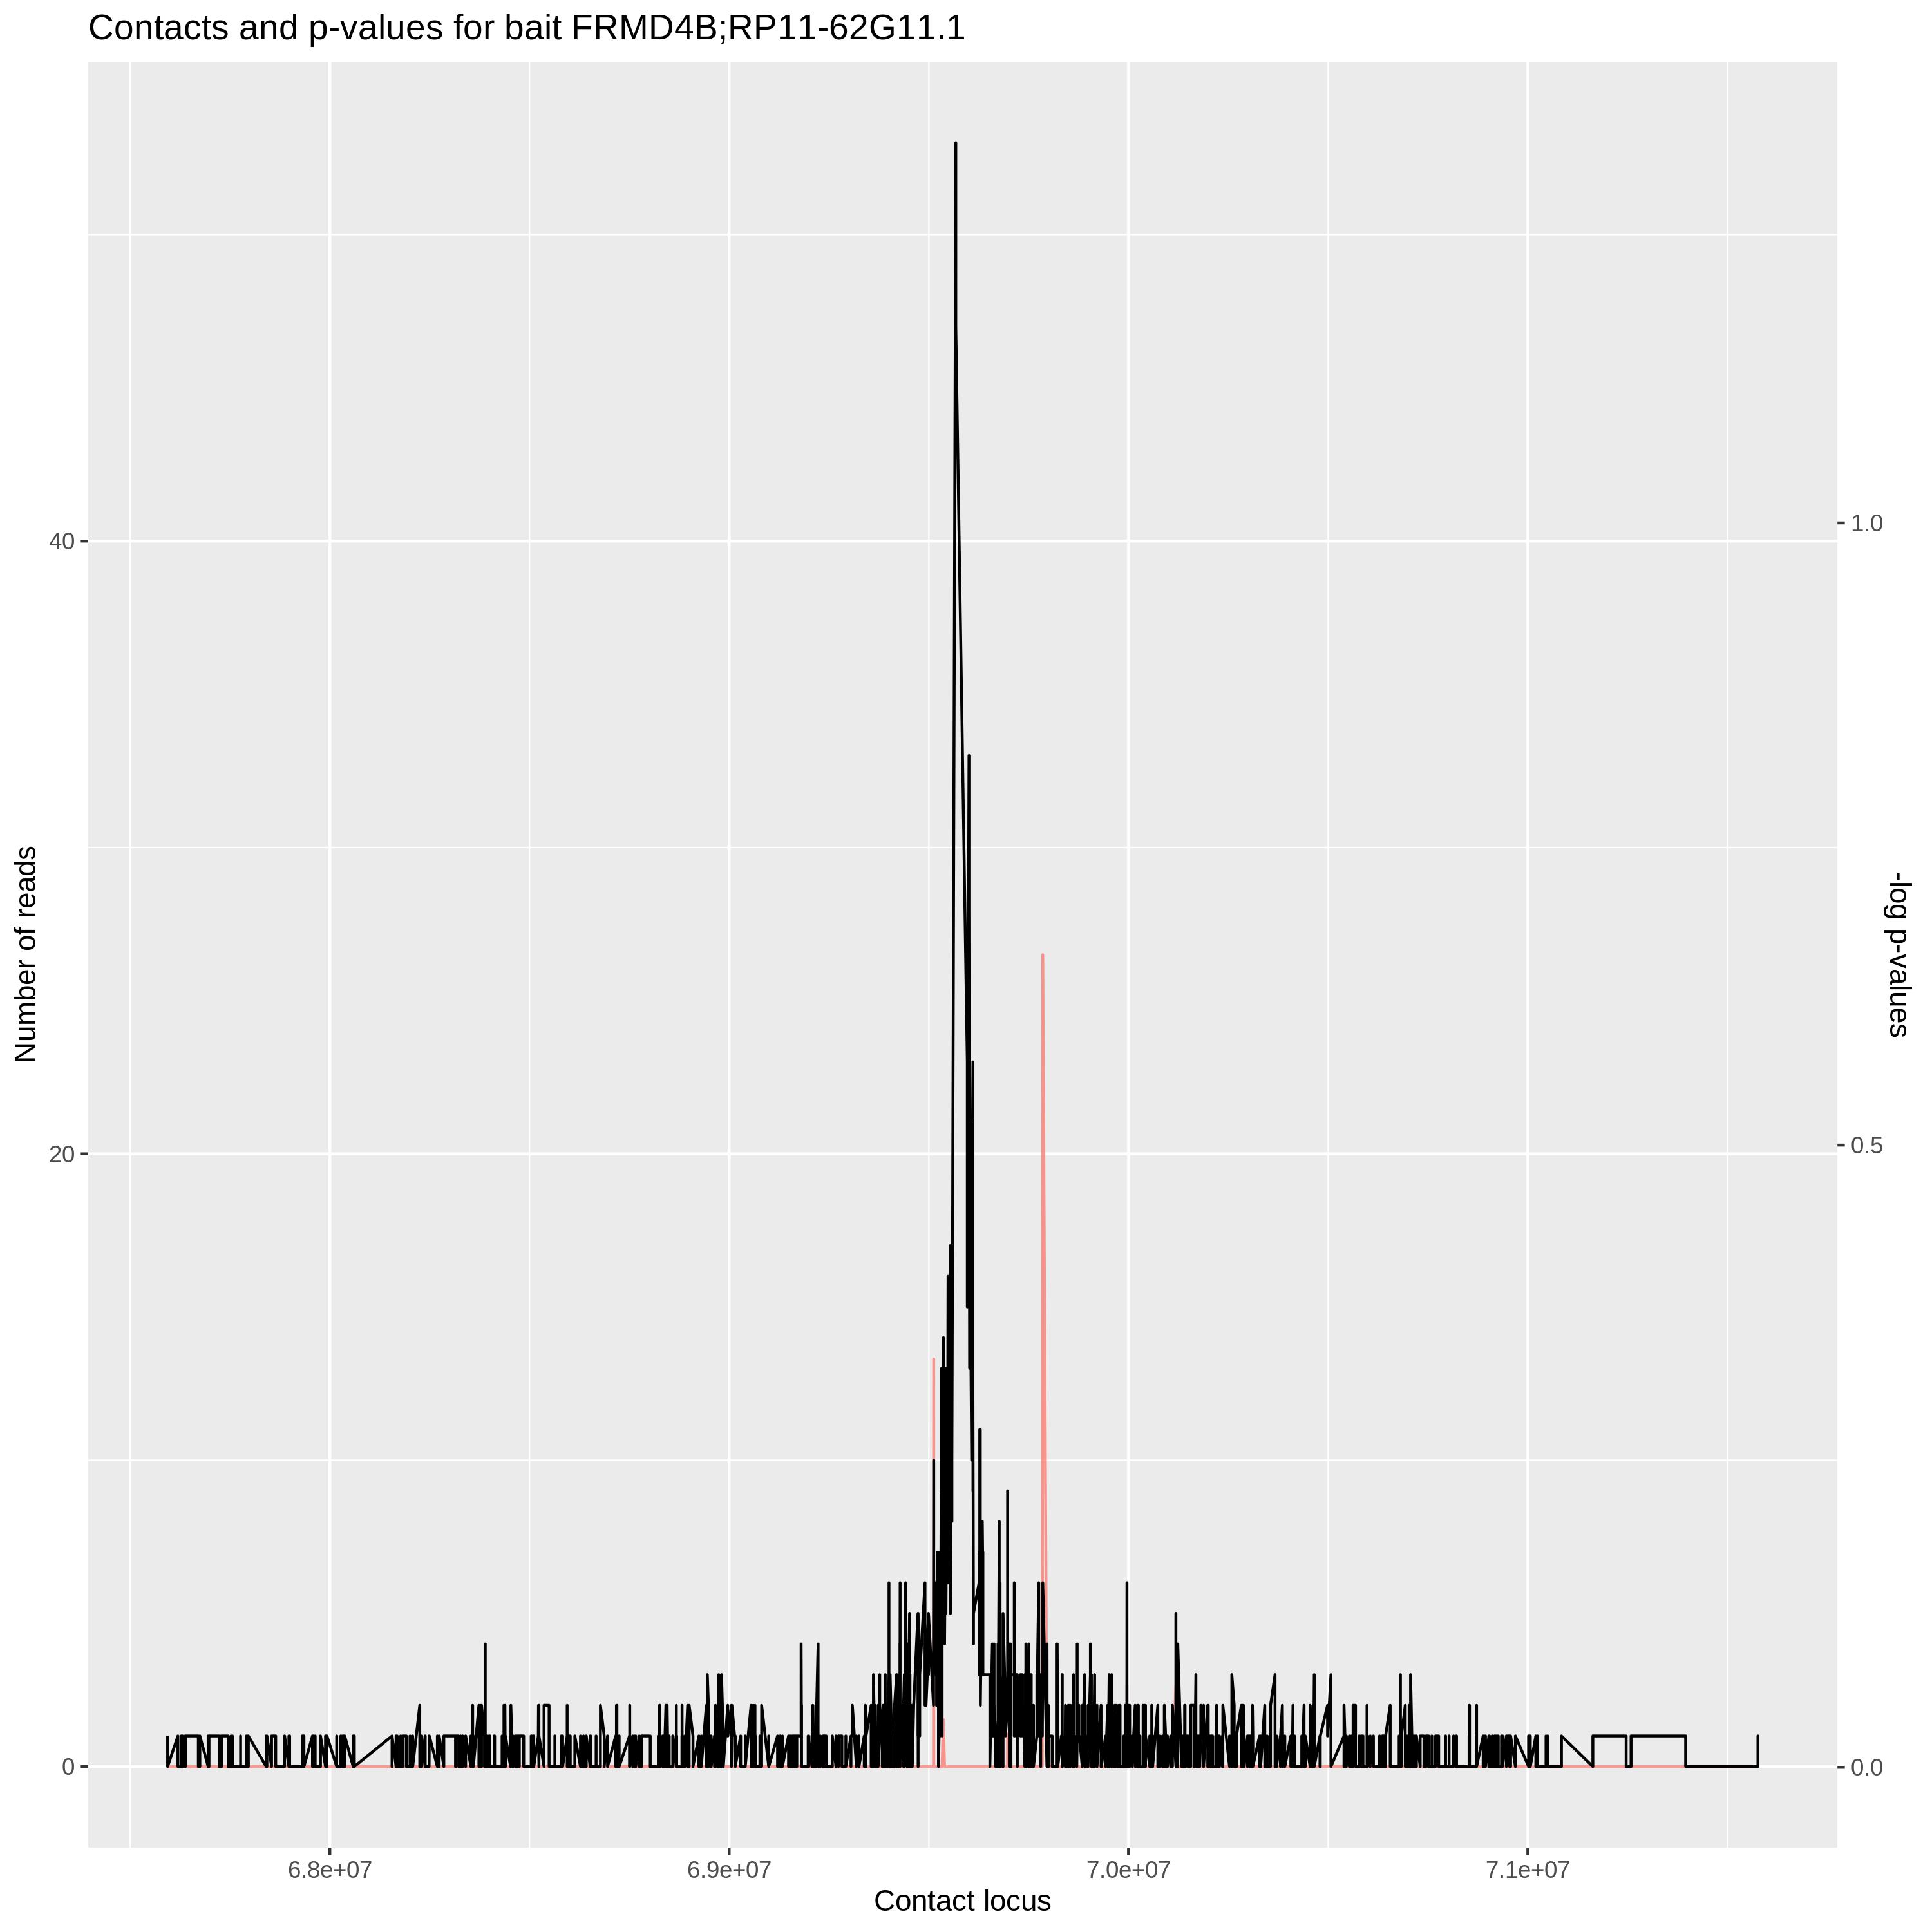 Contacts and p-values for bait FRMD4B;RP11-62G11.1
Number of reads
40
20
0
1.0
0.5
0.0
-log p-values
6.8e+07
6.9e+07
7.0e+07
7.1e+07
Contact locus